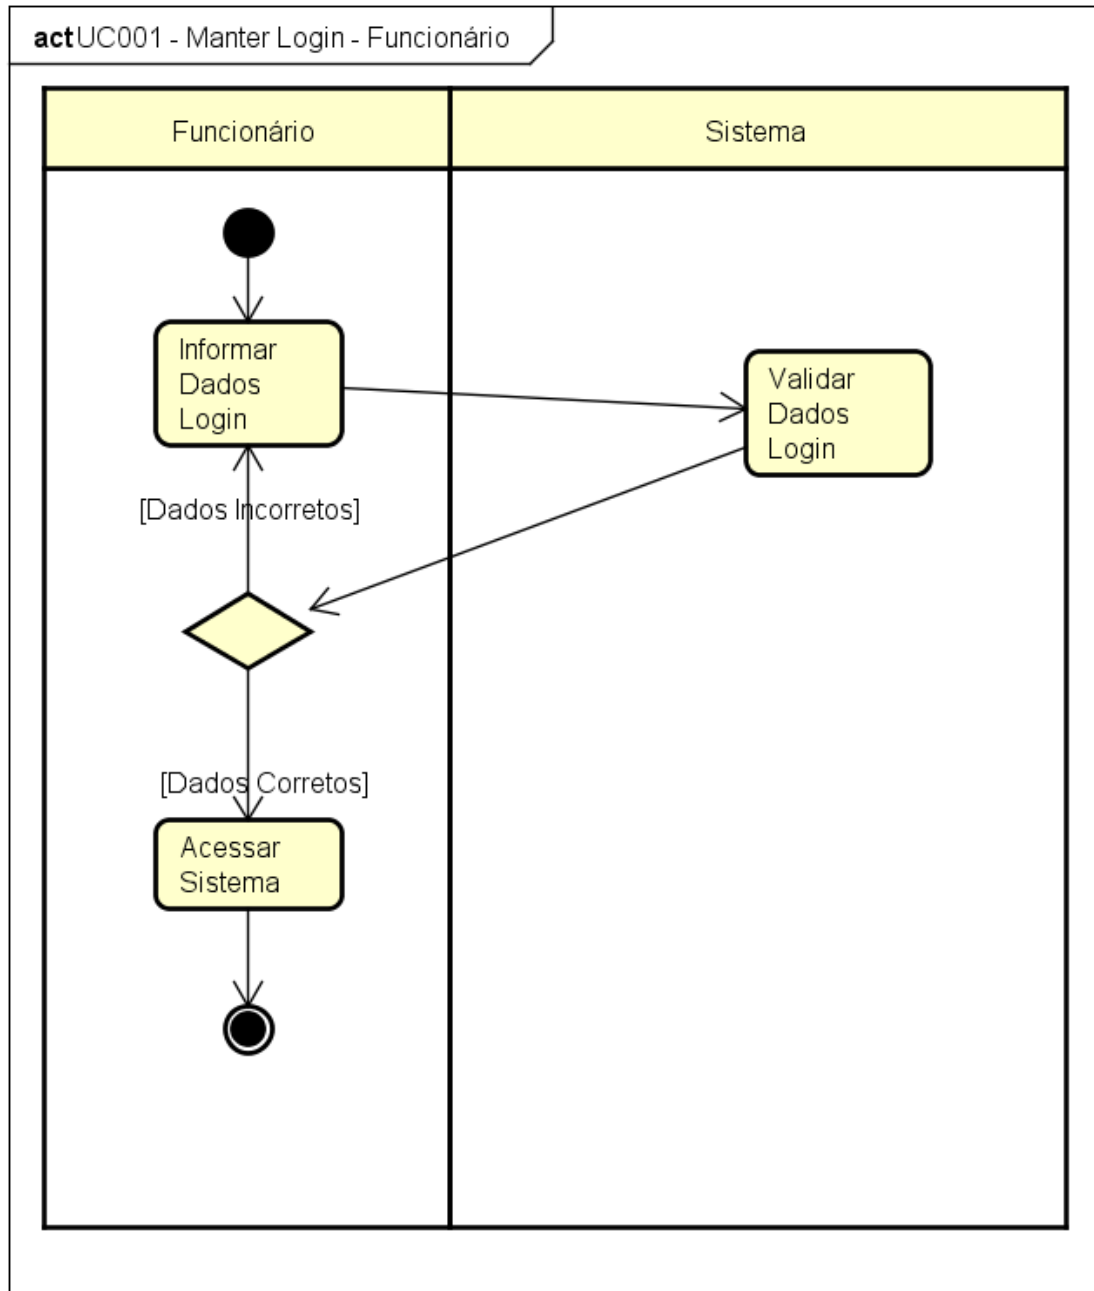 act UC001 - Manter Login - Funcionário
Funcionário
Sistema
Informar
Dados
Login
Validar
Dados
Login
[Dados Incorretos]
[Dados Corretos]
Acessar
Sistema